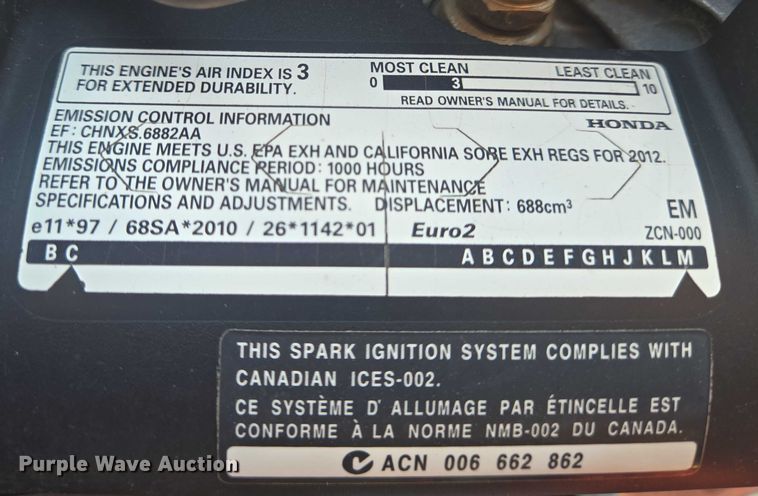 THIS ENGINE'S AIR INDEX IS 3
FOR EXTENDED DURABILITY.
MOST CLEAN
LEAST CLEAN
0 3 10
READ OWNER'S MANUAL FOR DETAILS.
EMISSION CONTROL INFORMATION
HONDA
EF: CHNXS.6882AA
THIS ENGINE MEETS U.S. EPA EXH AND CALIFORNIA SORE EXH REGS FOR 2012.
EMISSIONS COMPLIANCE PERIOD: 1000 HOURS
REFER TO THE OWNER'S MANUAL FOR MAINTENANCE
SPECIFICATIONS AND ADJUSTMENTS. DISPLACEMENT: 688cm³
EM
e11*97 / 68SA*2010 / 26*1142*01 Euro2 ZCN-000
B C A B C D E F G H J K L M
THIS SPARK IGNITION SYSTEM COMPLIES WITH
CANADIAN ICES-002.
CE SYSTÈME D' ALLUMAGE PAR ÉTINCELLE EST
CONFORME À LA NORME NMB-002 DU CANADA.
ACN 006 662 862
Purple Wave Auction